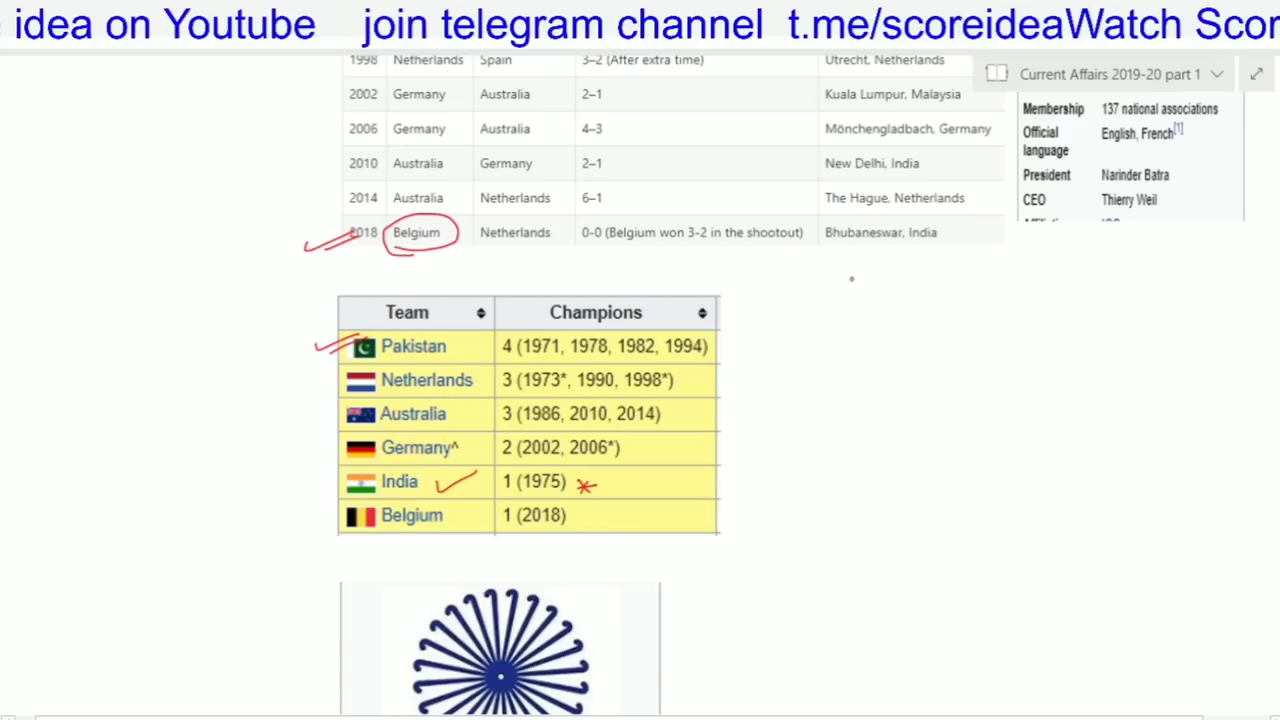 idea on Youtube join telegram channel t.me/scoreideaWatch Scor
1998 Netherlands Spain 3–2 (After extra time) Utrecht, Netherlands
2002 Germany Australia 2–1 Kuala Lumpur, Malaysia
2006 Germany Australia 4–3 Mönchengladbach, Germany
2010 Australia Germany 2–1 New Delhi, India
2014 Australia Netherlands 6–1 The Hague, Netherlands
2018 Belgium Netherlands 0-0 (Belgium won 3-2 in the shootout) Bhubaneswar, India
Current Affairs 2019-20 part 1
Membership 137 national associations
Official language English, French[1]
President Narinder Batra
CEO Thierry Weil
Team Champions
Pakistan 4 (1971, 1978, 1982, 1994)
Netherlands 3 (1973*, 1990, 1998*)
Australia 3 (1986, 2010, 2014)
Germany^ 2 (2002, 2006*)
India 1 (1975)
Belgium 1 (2018)